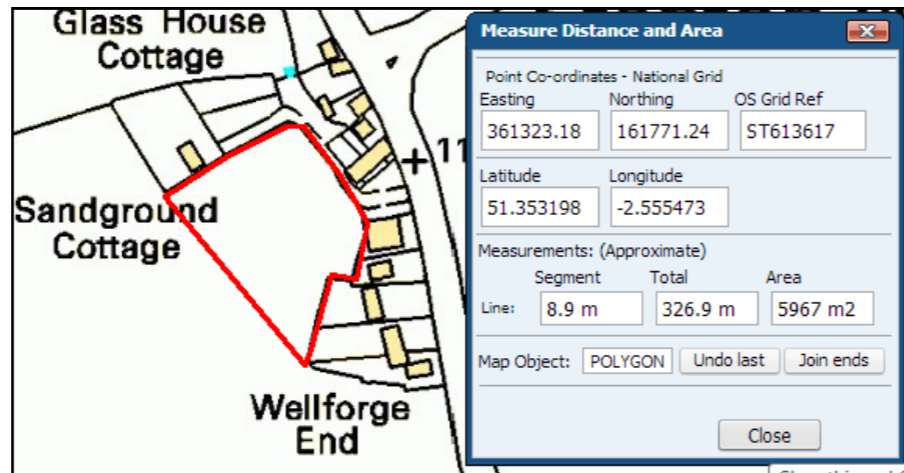 Glass House
Cottage
11
Sandground
Cottage
Wellforge
End
Measure Distance and Area
Point Co-ordinates - National Grid
Easting Northing OS Grid Ref
361323.18 161771.24 ST613617
Latitude Longitude
51.353198 -2.555473
Measurements: (Approximate)
Segment Total Area
Line: 8.9 m 326.9 m 5967 m2
Map Object: POLYGON Undo last Join ends
Close